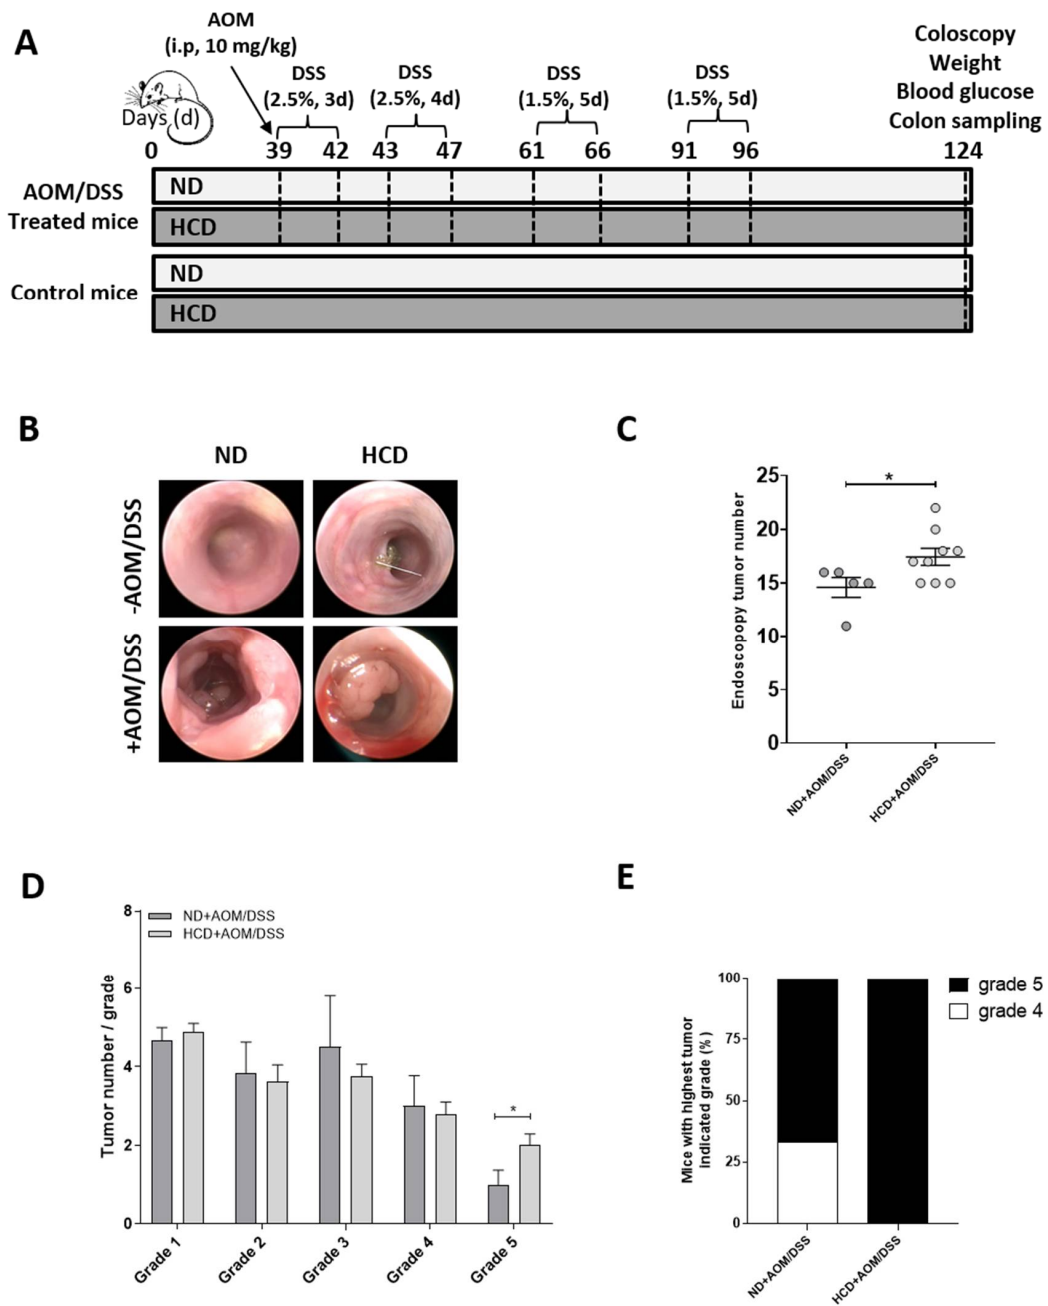 A
AOM
(i.p, 10 mg/kg)
DSS
(2.5%, 3d)
DSS
(2.5%, 4d)
DSS
(1.5%, 5d)
DSS
(1.5%, 5d)
Coloscopy
Weight
Blood glucose
Colon sampling
Days (d)
0 39 42 43 47 61 66 91 96 124
AOM/DSS
Treated mice
ND
HCD
Control mice
ND
HCD
B
ND HCD
-AOM/DSS
+AOM/DSS
C
Endoscopopy tumor number
25
20
15
10
5
0
*
ND+AOM/DSS
HCD+AOM/DSS
D
Tumor number / grade
8
6
4
2
0
ND+AOM/DSS
HCD+AOM/DSS
*
Grade 1
Grade 2
Grade 3
Grade 4
Grade 5
E
Mice with highest tumor
indicated grade (%)
100
75
50
25
0
grade 5
grade 4
ND+AOM/DSS
HCD+AOM/DSS